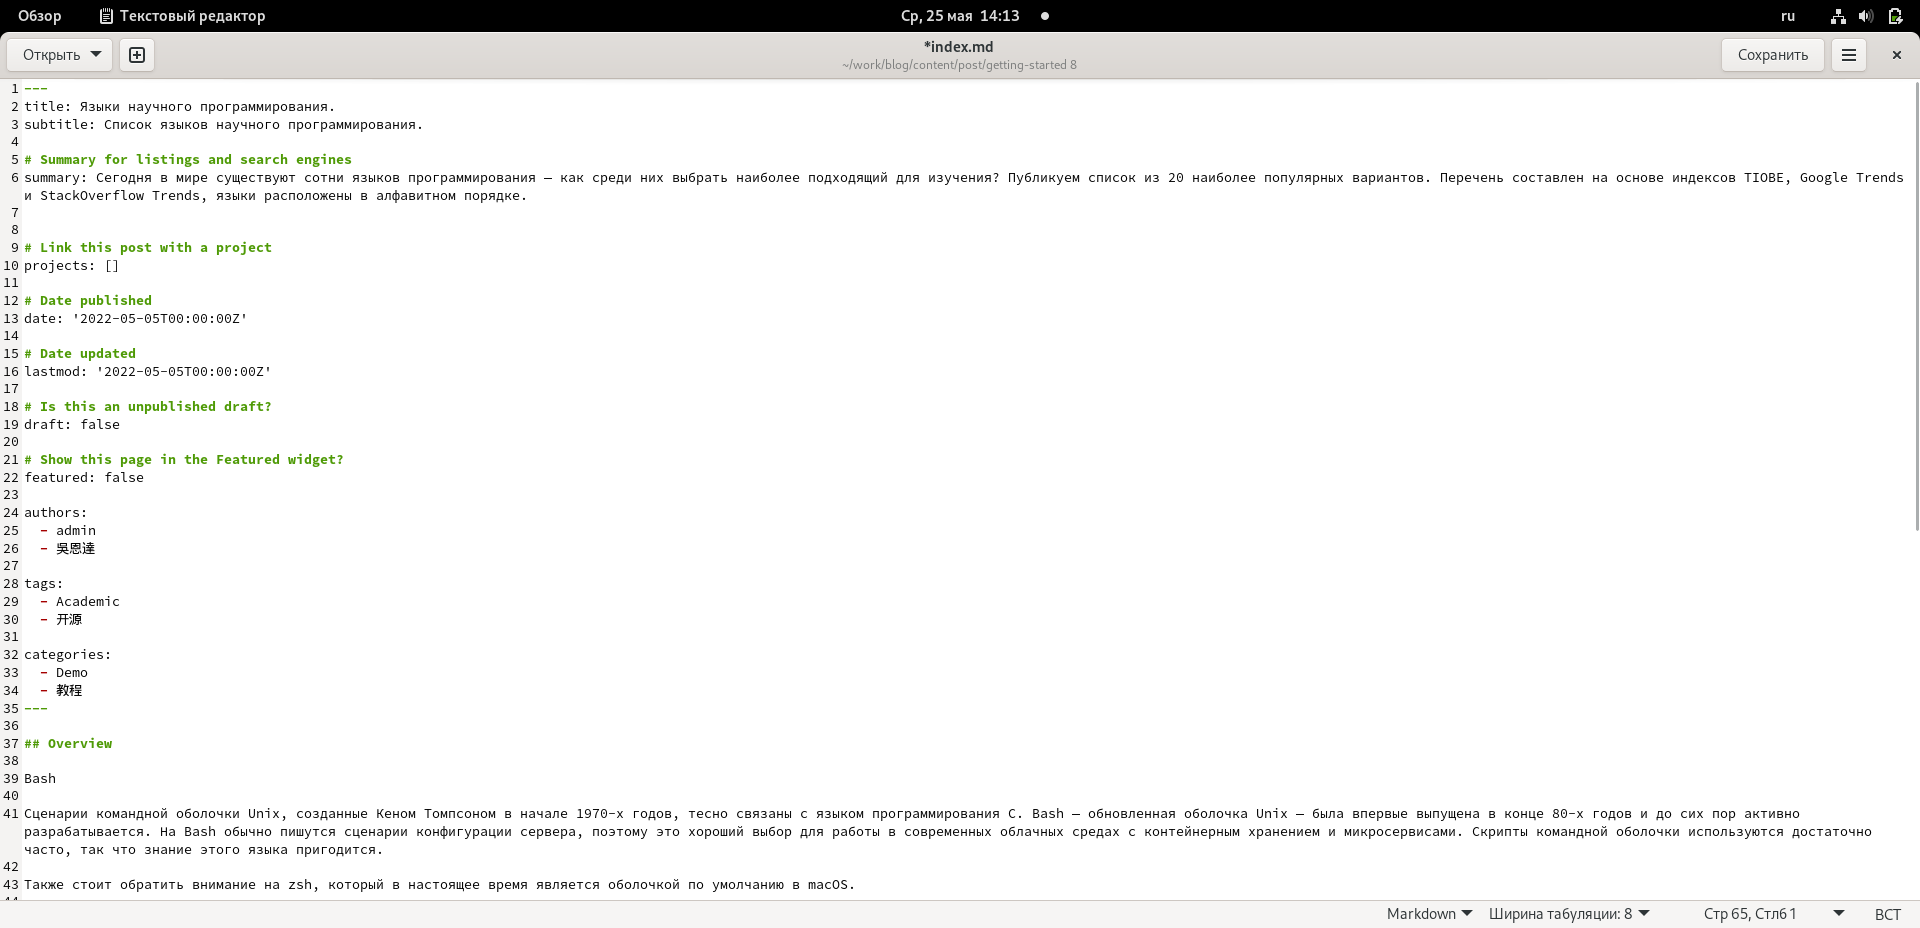 Обзор Текстовый редактор Ср, 25 мая 14:13 ru
Открыть *index.md Сохранить
~/work/blog/content/post/getting-started 8
1 ---
2 title: Языки научного программирования.
3 subtitle: Список языков научного программирования.
4
5 # Summary for listings and search engines
6 summary: Сегодня в мире существуют сотни языков программирования — как среди них выбрать наиболее подходящий для изучения? Публикуем список из 20 наиболее популярных вариантов. Перечень составлен на основе индексов TIOBE, Google Trends
и StackOverflow Trends, языки расположены в алфавитном порядке.
7
8
9 # Link this post with a project
10 projects: []
11
12 # Date published
13 date: '2022-05-05T00:00:00Z'
14
15 # Date updated
16 lastmod: '2022-05-05T00:00:00Z'
17
18 # Is this an unpublished draft?
19 draft: false
20
21 # Show this page in the Featured widget?
22 featured: false
23
24 authors:
25 - admin
26 - 吳恩達
27
28 tags:
29 - Academic
30 - 开源
31
32 categories:
33 - Demo
34 - 教程
35 ---
36
37 ## Overview
38
39 Bash
40
41 Сценарии командной оболочки Unix, созданные Кеном Томпсоном в начале 1970-х годов, тесно связаны с языком программирования C. Bash — обновленная оболочка Unix — была впервые выпущена в конце 80-х годов и до сих пор активно
разрабатывается. На Bash обычно пишутся сценарии конфигурации сервера, поэтому это хороший выбор для работы в современных облачных средах с контейнерным хранением и микросервисами. Скрипты командной оболочки используются достаточно
часто, так что знание этого языка пригодится.
42
43 Также стоит обратить внимание на zsh, который в настоящее время является оболочкой по умолчанию в macOS.
44
Markdown Ширина табуляции: 8 Стр 65, Стлб 1 ВСТ